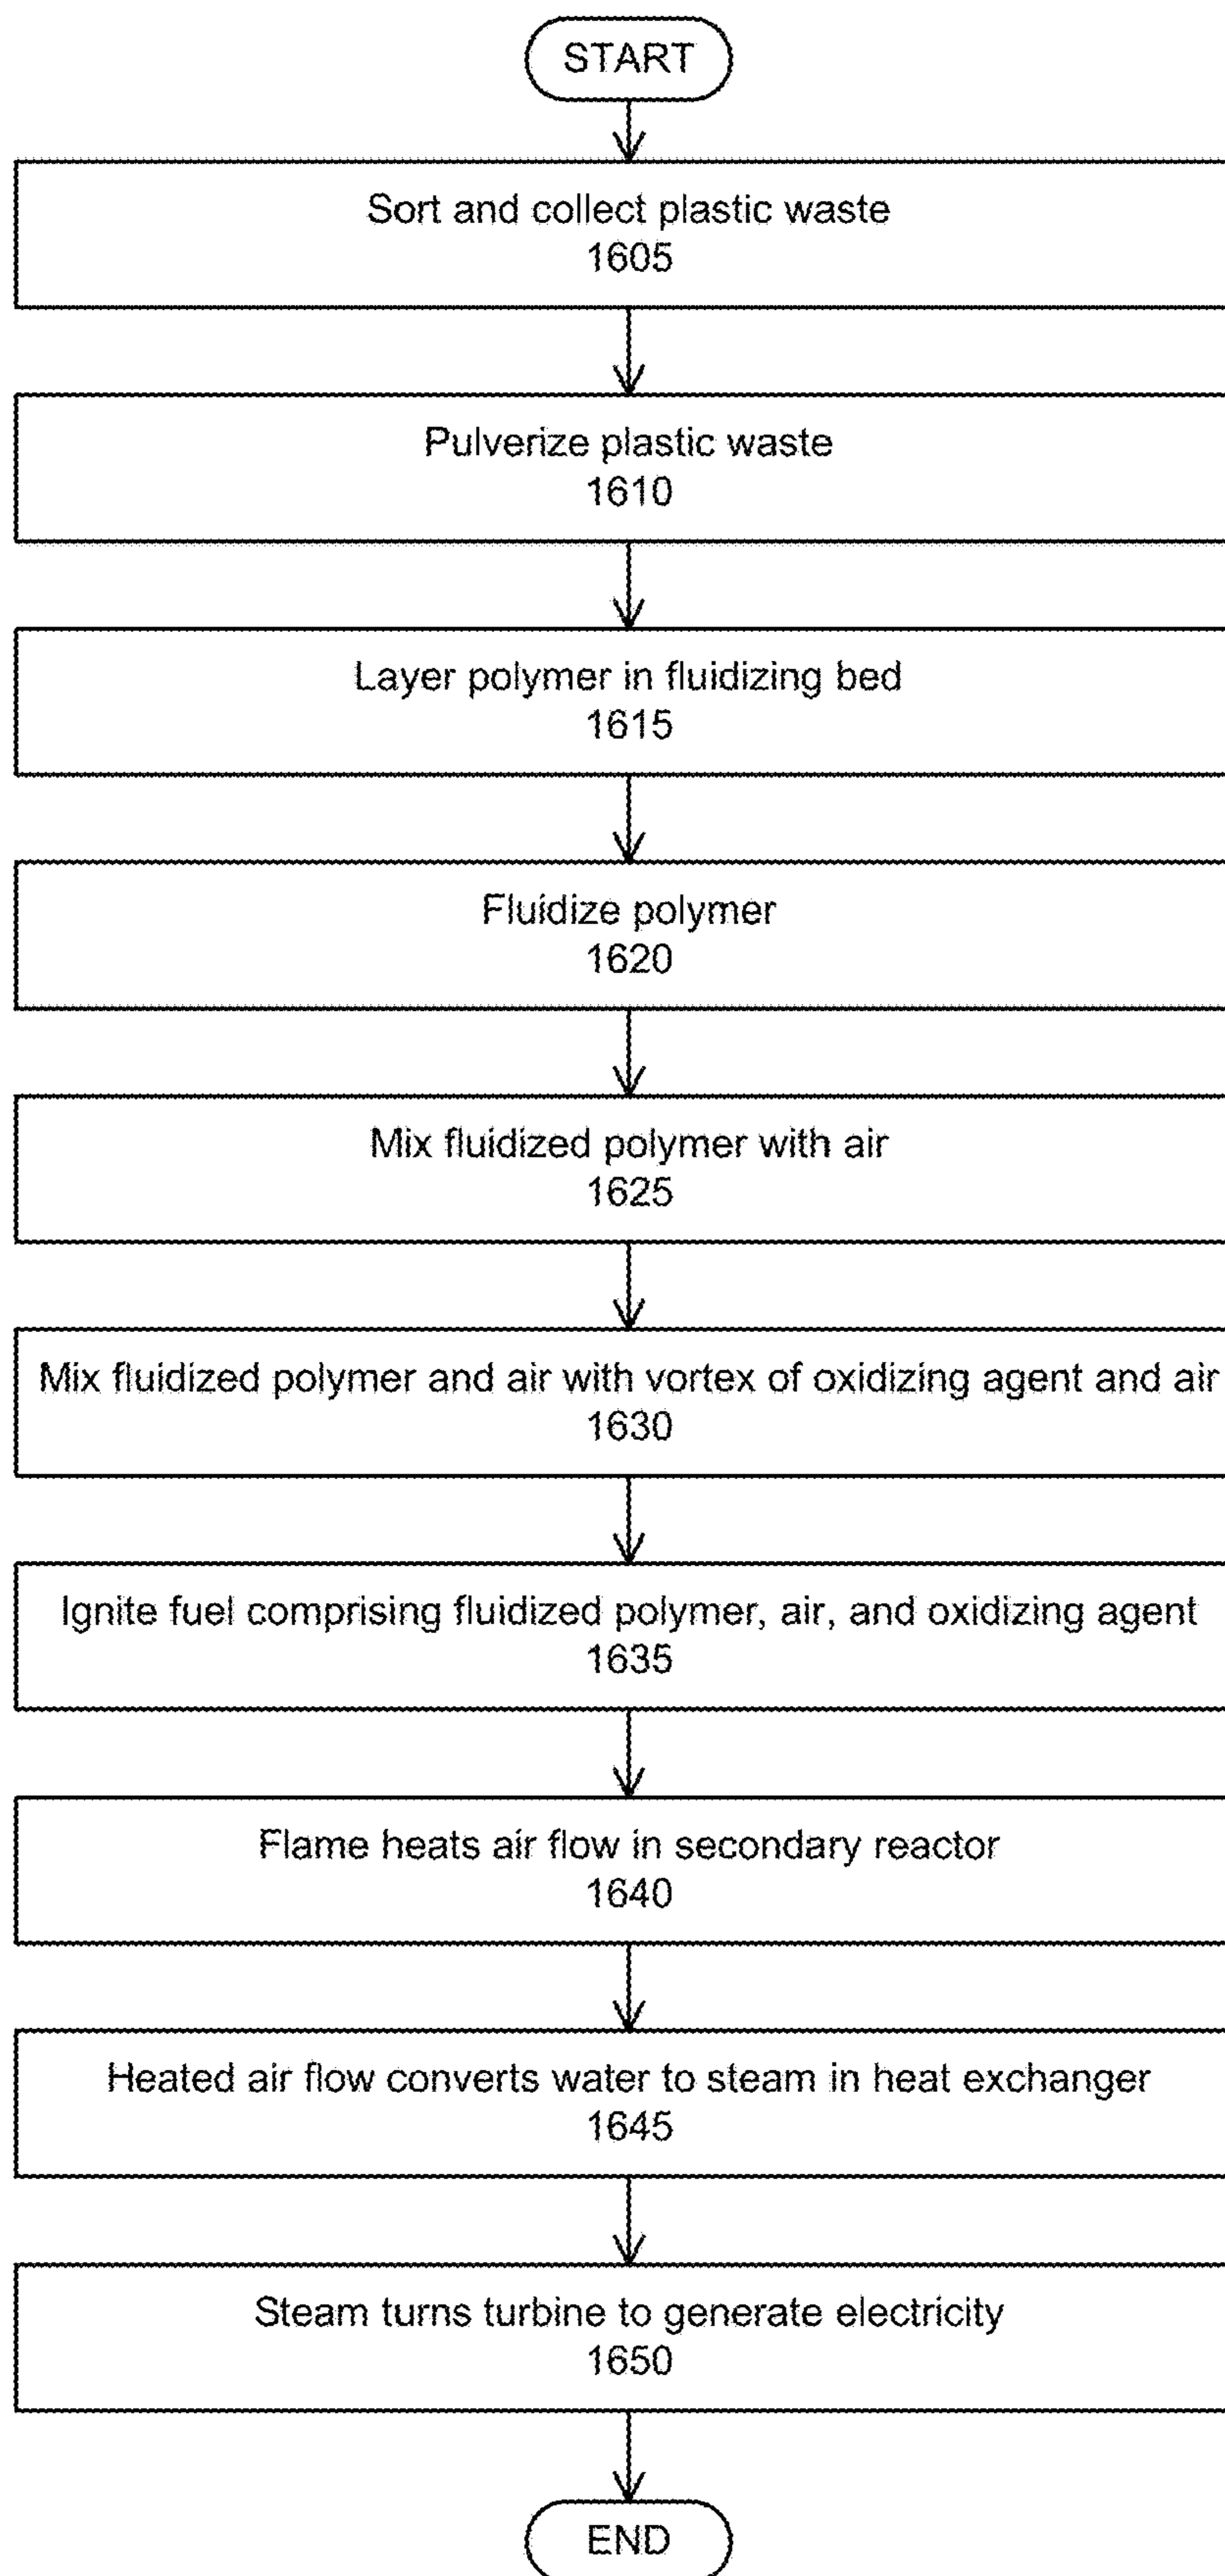 START
Sort and collect plastic waste
1605
Pulverize plastic waste
1610
Layer polymer in fluidizing bed
1615
Fluidize polymer
1620
Mix fluidized polymer with air
1625
Mix fluidized polymer and air with vortex of oxidizing agent and air
1630
Ignite fuel comprising fluidized polymer, air, and oxidizing agent
1635
Flame heats air flow in secondary reactor
1640
Heated air flow converts water to steam in heat exchanger
1645
Steam turns turbine to generate electricity
1650
END